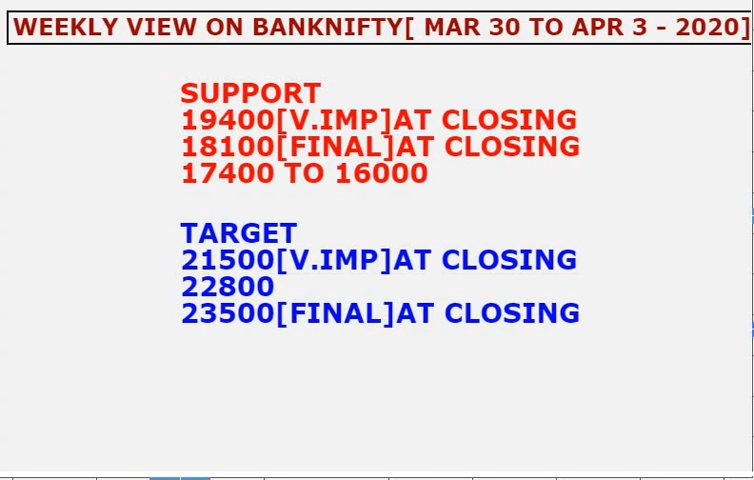 WEEKLY VIEW ON BANKNIFTY[ MAR 30 TO APR 3 - 2020]
SUPPORT
19400[V.IMP]AT CLOSING
18100[FINAL]AT CLOSING
17400 TO 16000
TARGET
21500[V.IMP]AT CLOSING
22800
23500[FINAL]AT CLOSING